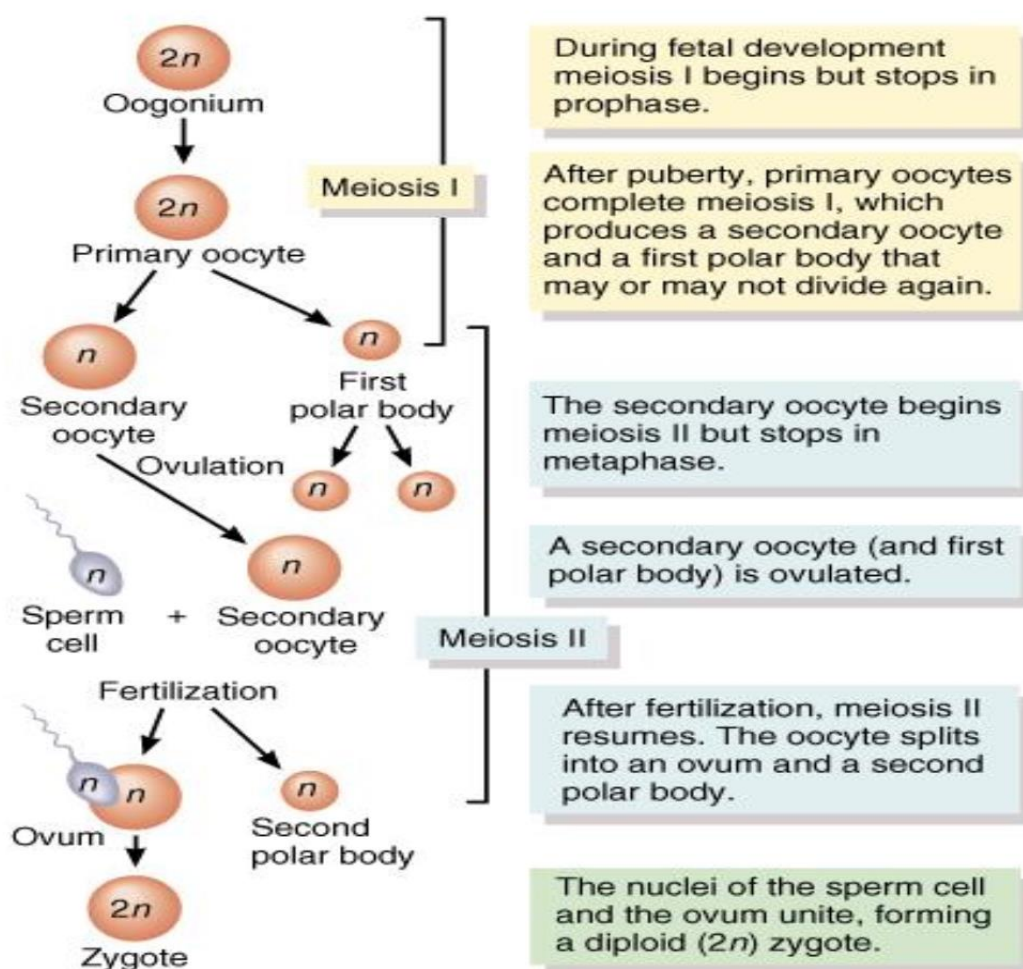 2n
Oogonium
During fetal development
meiosis I begins but stops in
prophase.
Meiosis I
2n
Primary oocyte
After puberty, primary oocytes
complete meiosis I, which
produces a secondary oocyte
and a first polar body that
may or may not divide again.
n
Secondary
oocyte
n
First
polar body
Ovulation
n
n
The secondary oocyte begins
meiosis II but stops in
metaphase.
n
Sperm
cell
+
n
Secondary
oocyte
A secondary oocyte (and first
polar body) is ovulated.
Meiosis II
Fertilization
n
n
Ovum
n
Second
polar body
After fertilization, meiosis II
resumes. The oocyte splits
into an ovum and a second
polar body.
2n
Zygote
The nuclei of the sperm cell
and the ovum unite, forming
a diploid (2n) zygote.